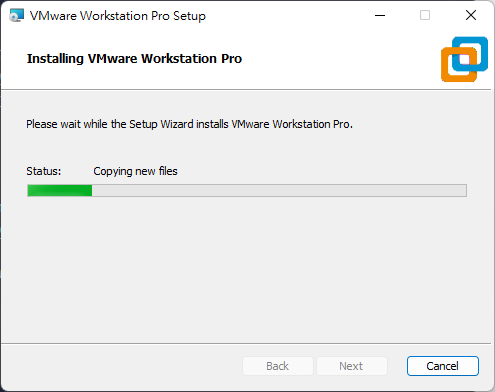 VMware Workstation Pro Setup
Installing VMware Workstation Pro
Please wait while the Setup Wizard installs VMware Workstation Pro.
Status: Copying new files
Back Next Cancel